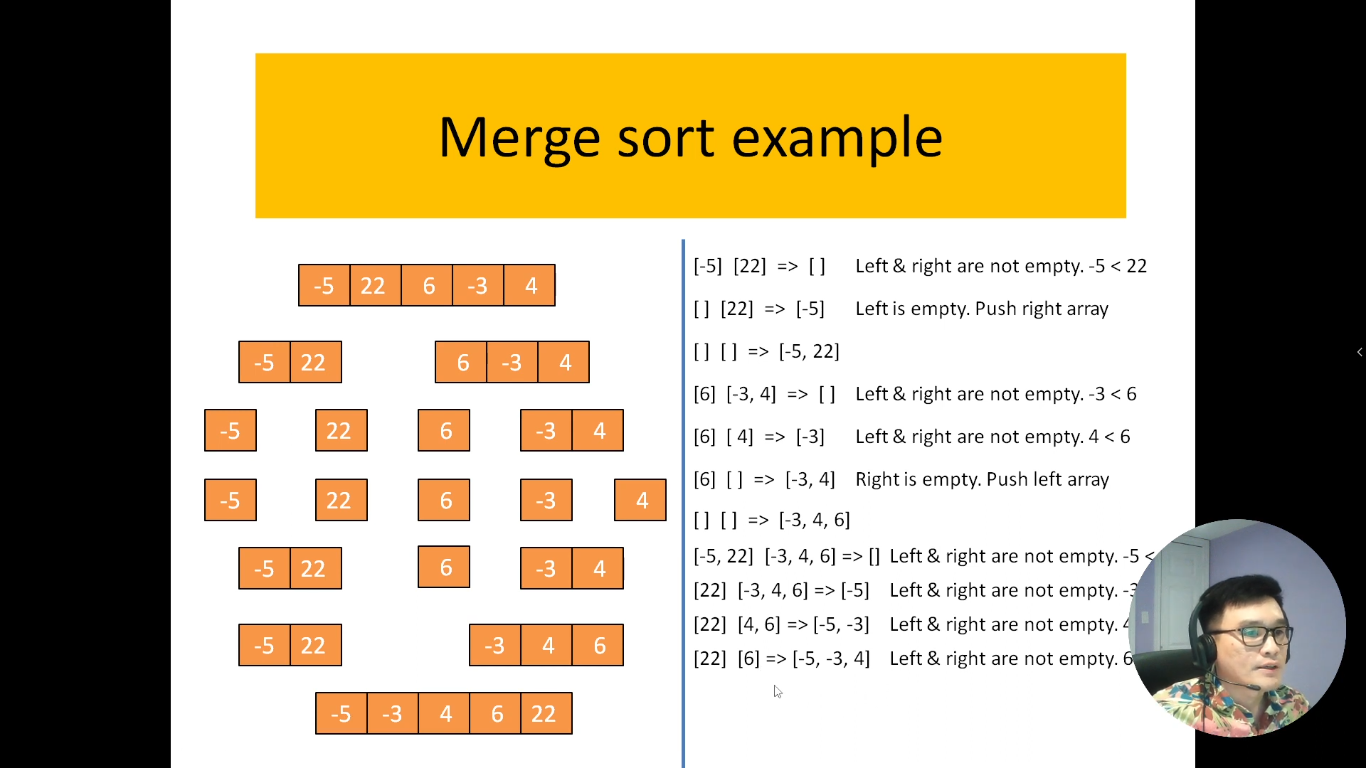 Merge sort example
-5 22 6 -3 4
-5 22 6 -3 4
-5 22 6 -3 4
-5 22 6 -3 4
-5 22 6 -3 4
-5 22 -3 4 6
-5 -3 4 6 22
[-5] [22] => [ ] Left & right are not empty. -5 < 22
[ ] [22] => [-5] Left is empty. Push right array
[ ] [ ] => [-5, 22]
[6] [-3, 4] => [ ] Left & right are not empty. -3 < 6
[6] [ 4] => [-3] Left & right are not empty. 4 < 6
[6] [ ] => [-3, 4] Right is empty. Push left array
[ ] [ ] => [-3, 4, 6]
[-5, 22] [-3, 4, 6] => [] Left & right are not empty. -5 <
[22] [-3, 4, 6] => [-5] Left & right are not empty. -3
[22] [4, 6] => [-5, -3] Left & right are not empty. 4
[22] [6] => [-5, -3, 4] Left & right are not empty. 6